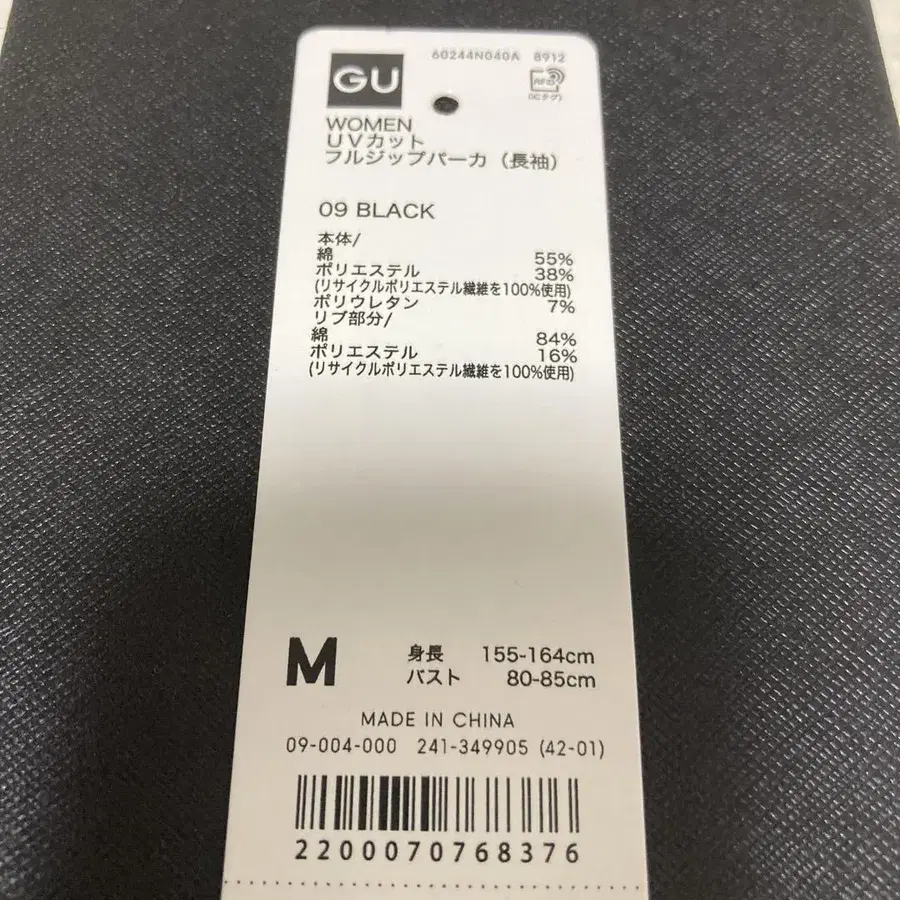 60244N040A 8912
GU
RFID
(ICタグ)
WOMEN
UVカット
フルジップパーカ（長袖）
09 BLACK
本体/
綿 55%
ポリエステル 38%
(リサイクルポリエステル繊維を100%使用)
ポリウレタン 7%
リブ部分/
綿 84%
ポリエステル 16%
(リサイクルポリエステル繊維を100%使用)
M 身長 155-164cm
バスト 80-85cm
MADE IN CHINA
09-004-000 241-349905 (42-01)
2200070768376